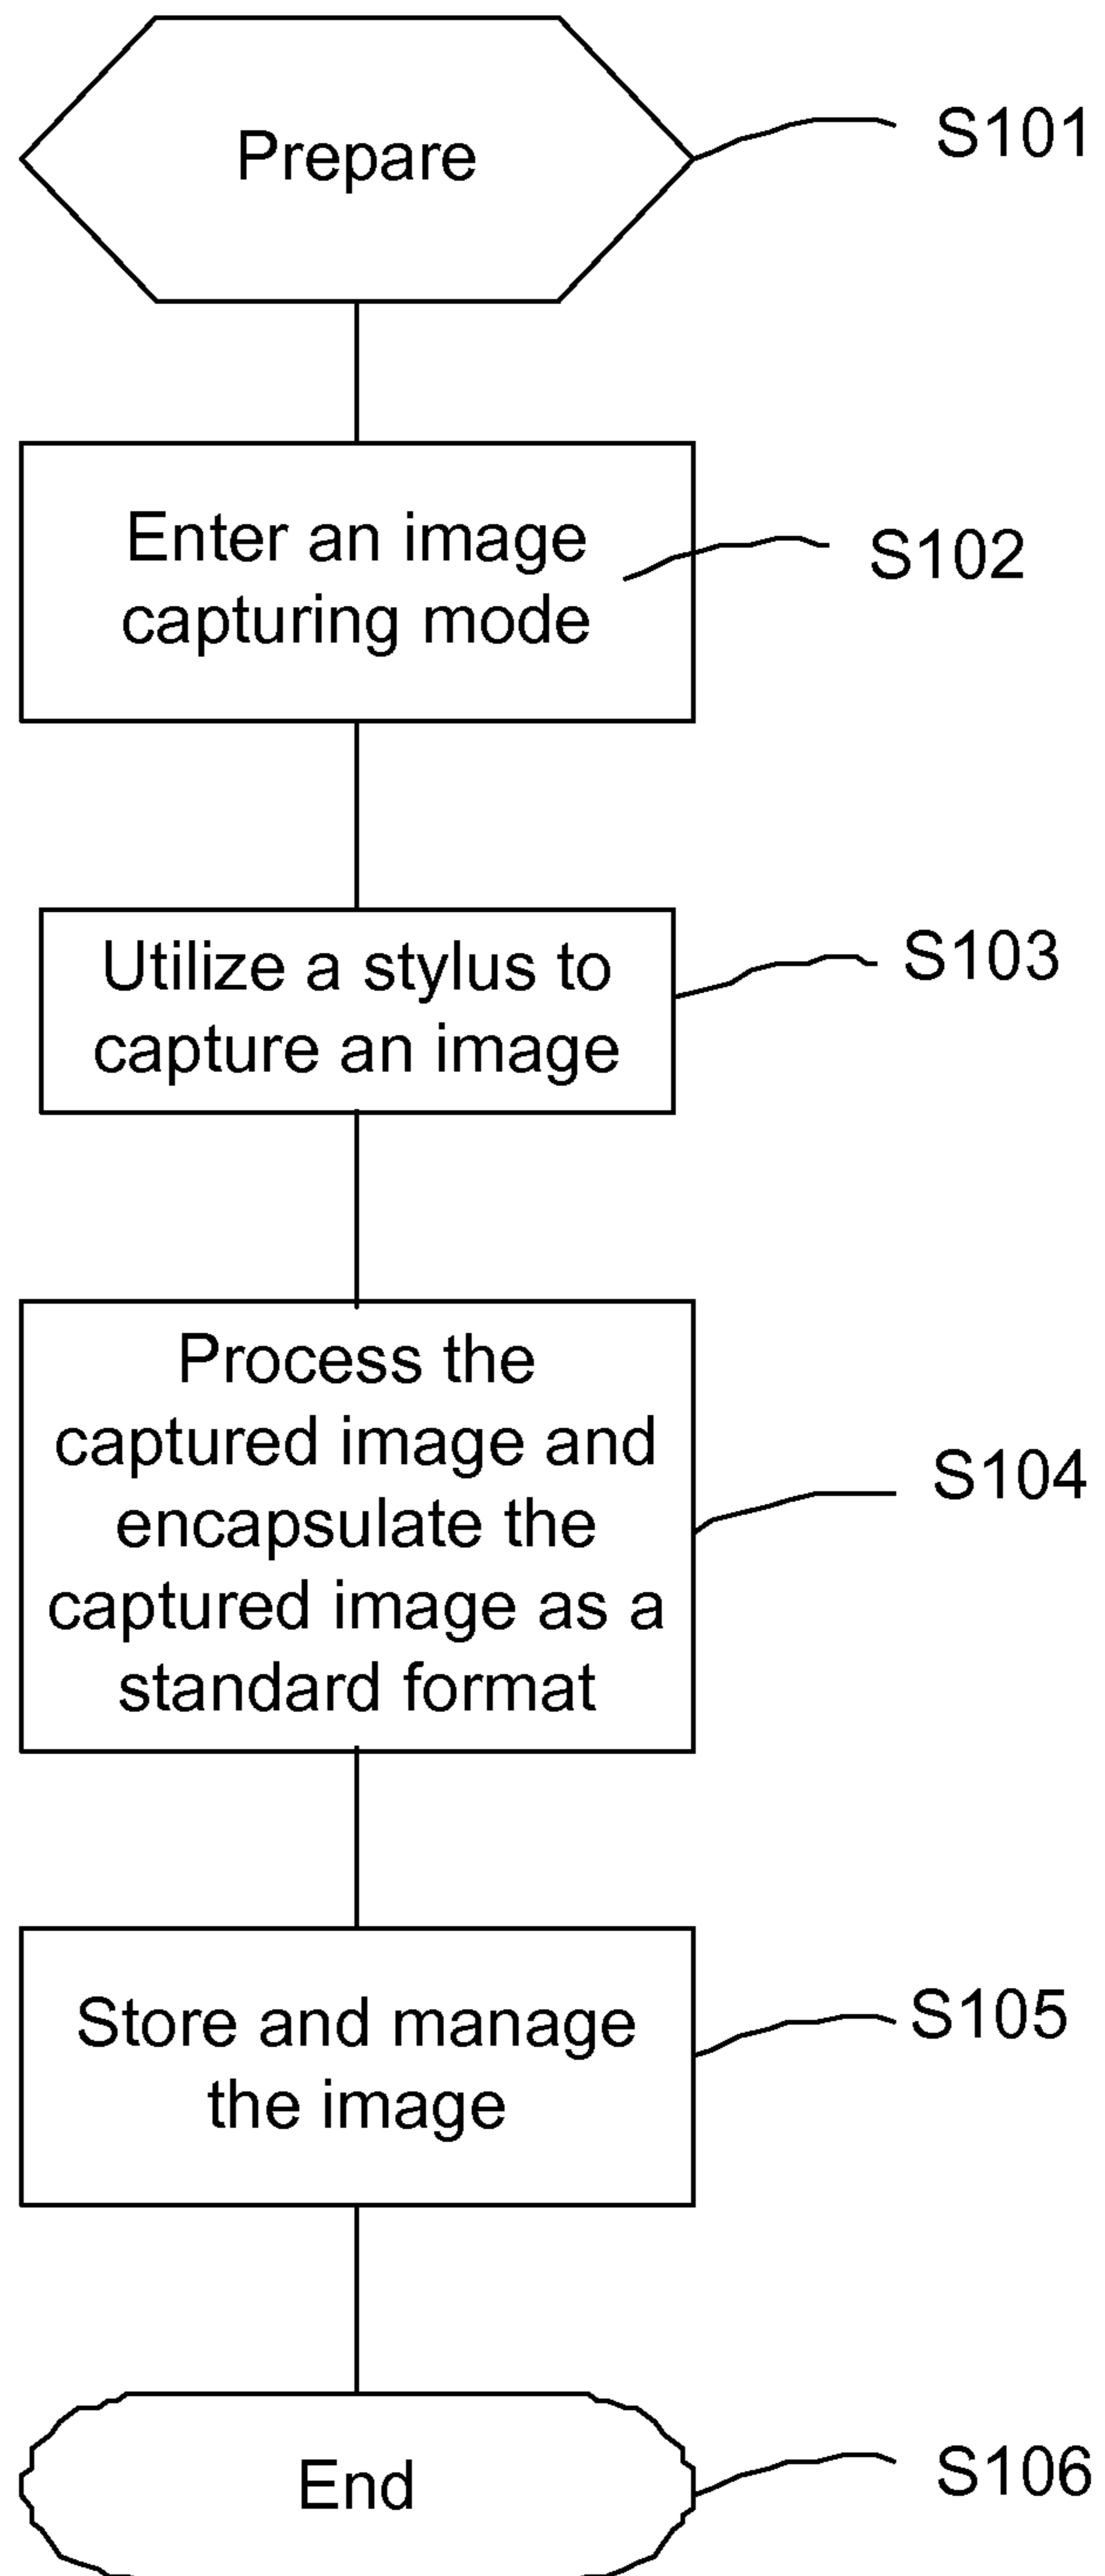 Prepare
S101
Enter an image
capturing mode
S102
Utilize a stylus to
capture an image
S103
Process the
captured image and
encapsulate the
captured image as a
standard format
S104
Store and manage
the image
S105
End
S106